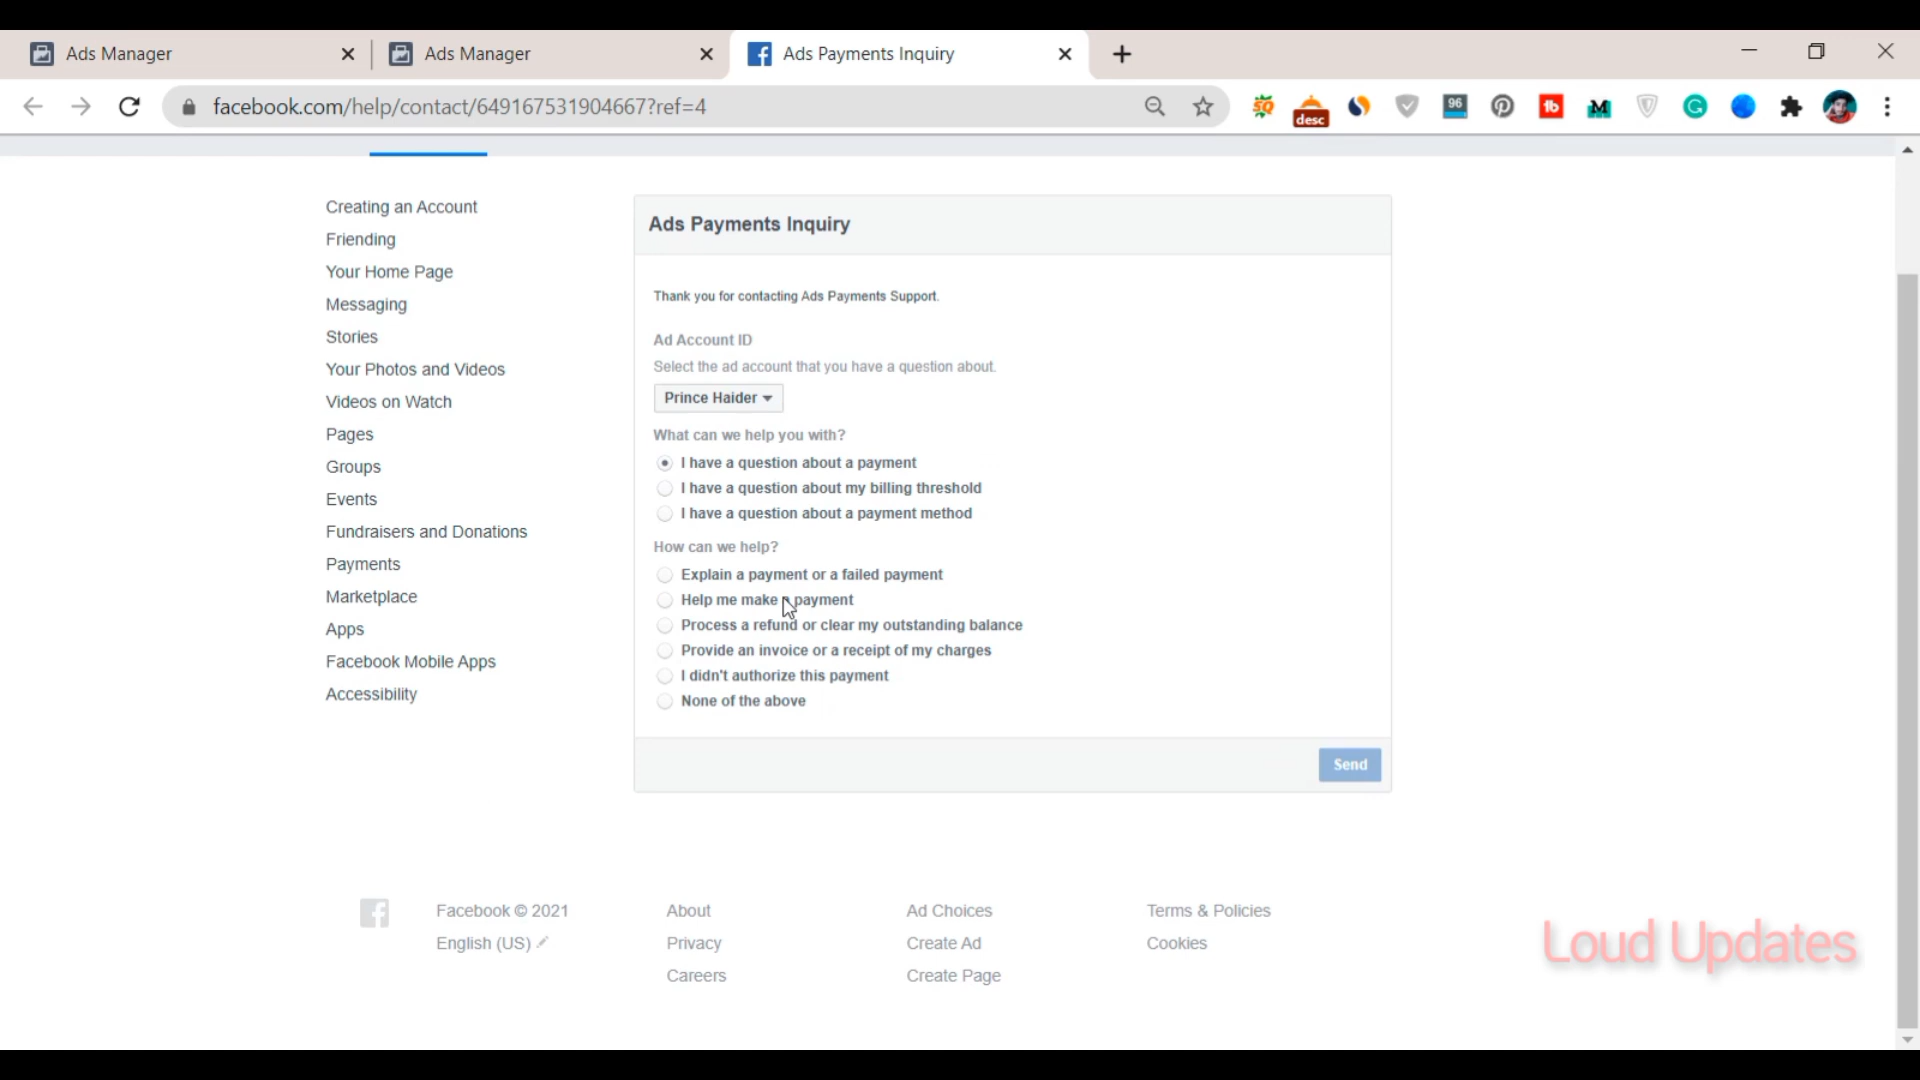 Ads Manager
Ads Manager
Ads Payments Inquiry
facebook.com/help/contact/649167531904667?ref=4
SQ
desc
96
tb
M
G
Creating an Account
Friending
Your Home Page
Messaging
Stories
Your Photos and Videos
Videos on Watch
Pages
Groups
Events
Fundraisers and Donations
Payments
Marketplace
Apps
Facebook Mobile Apps
Accessibility
Ads Payments Inquiry
Thank you for contacting Ads Payments Support.
Ad Account ID
Select the ad account that you have a question about.
Prince Haider
What can we help you with?
I have a question about a payment
I have a question about my billing threshold
I have a question about a payment method
How can we help?
Explain a payment or a failed payment
Help me make a payment
Process a refund or clear my outstanding balance
Provide an invoice or a receipt of my charges
I didn't authorize this payment
None of the above
Send
Facebook © 2021
English (US)
About
Privacy
Careers
Ad Choices
Create Ad
Create Page
Terms & Policies
Cookies
Loud Updates